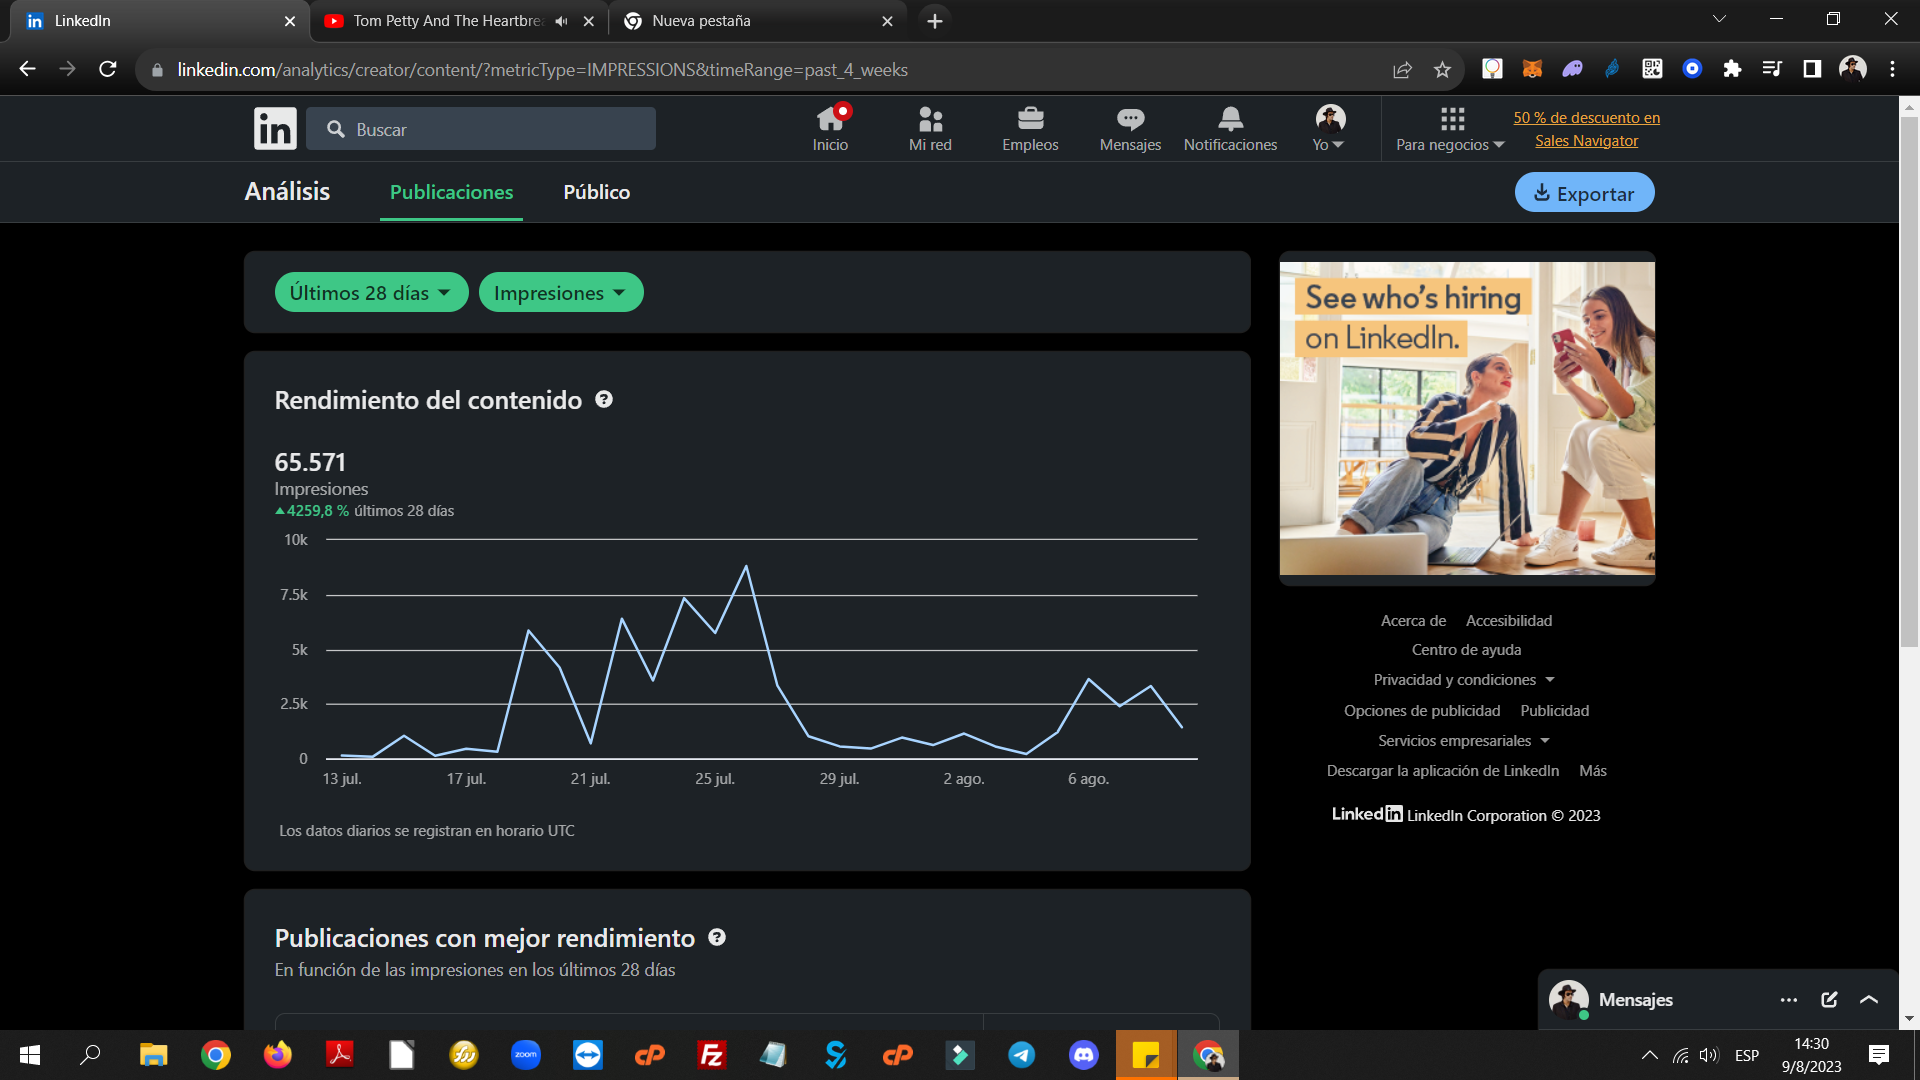 LinkedIn
Tom Petty And The Heartbre
Nueva pestaña
linkedin.com/analytics/creator/content/?metricType=IMPRESSIONS&timeRange=past_4_weeks
in
Buscar
Inicio
Mi red
Empleos
Mensajes
Notificaciones
Yo
Para negocios
50 % de descuento en
Sales Navigator
Análisis
Publicaciones
Público
Exportar
Últimos 28 días
Impresiones
See who's hiring
on LinkedIn.
Rendimiento del contenido
65.571
Impresiones
4259,8 % últimos 28 días
10k
7.5k
5k
2.5k
0
13 jul.
17 jul.
21 jul.
25 jul.
29 jul.
2 ago.
6 ago.
Los datos diarios se registran en horario UTC
Acerca de
Accesibilidad
Centro de ayuda
Privacidad y condiciones
Opciones de publicidad
Publicidad
Servicios empresariales
Descargar la aplicación de LinkedIn
Más
LinkedIn LinkedIn Corporation © 2023
Publicaciones con mejor rendimiento
En función de las impresiones en los últimos 28 días
Mensajes
zoom
cP
Fz
cP
ESP
14:30
9/8/2023